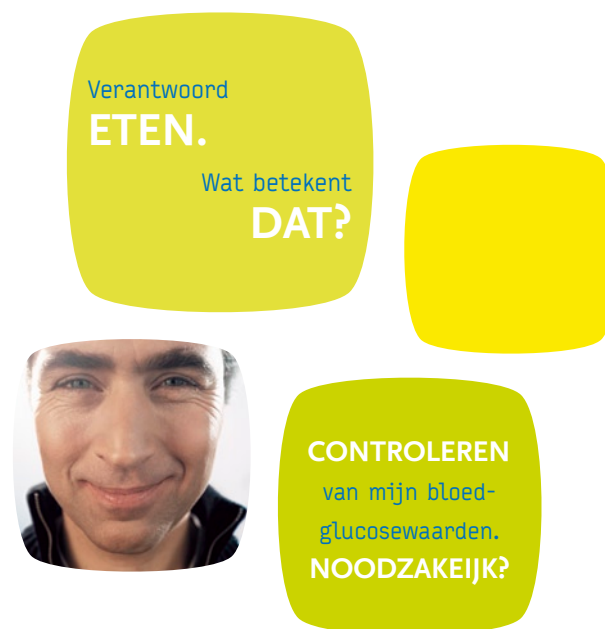 Verantwoord
ETEN.
Wat betekent
DAT?
CONTROLEREN
van mijn bloed-
glucosewaarden.
NOODZAKEIJK?